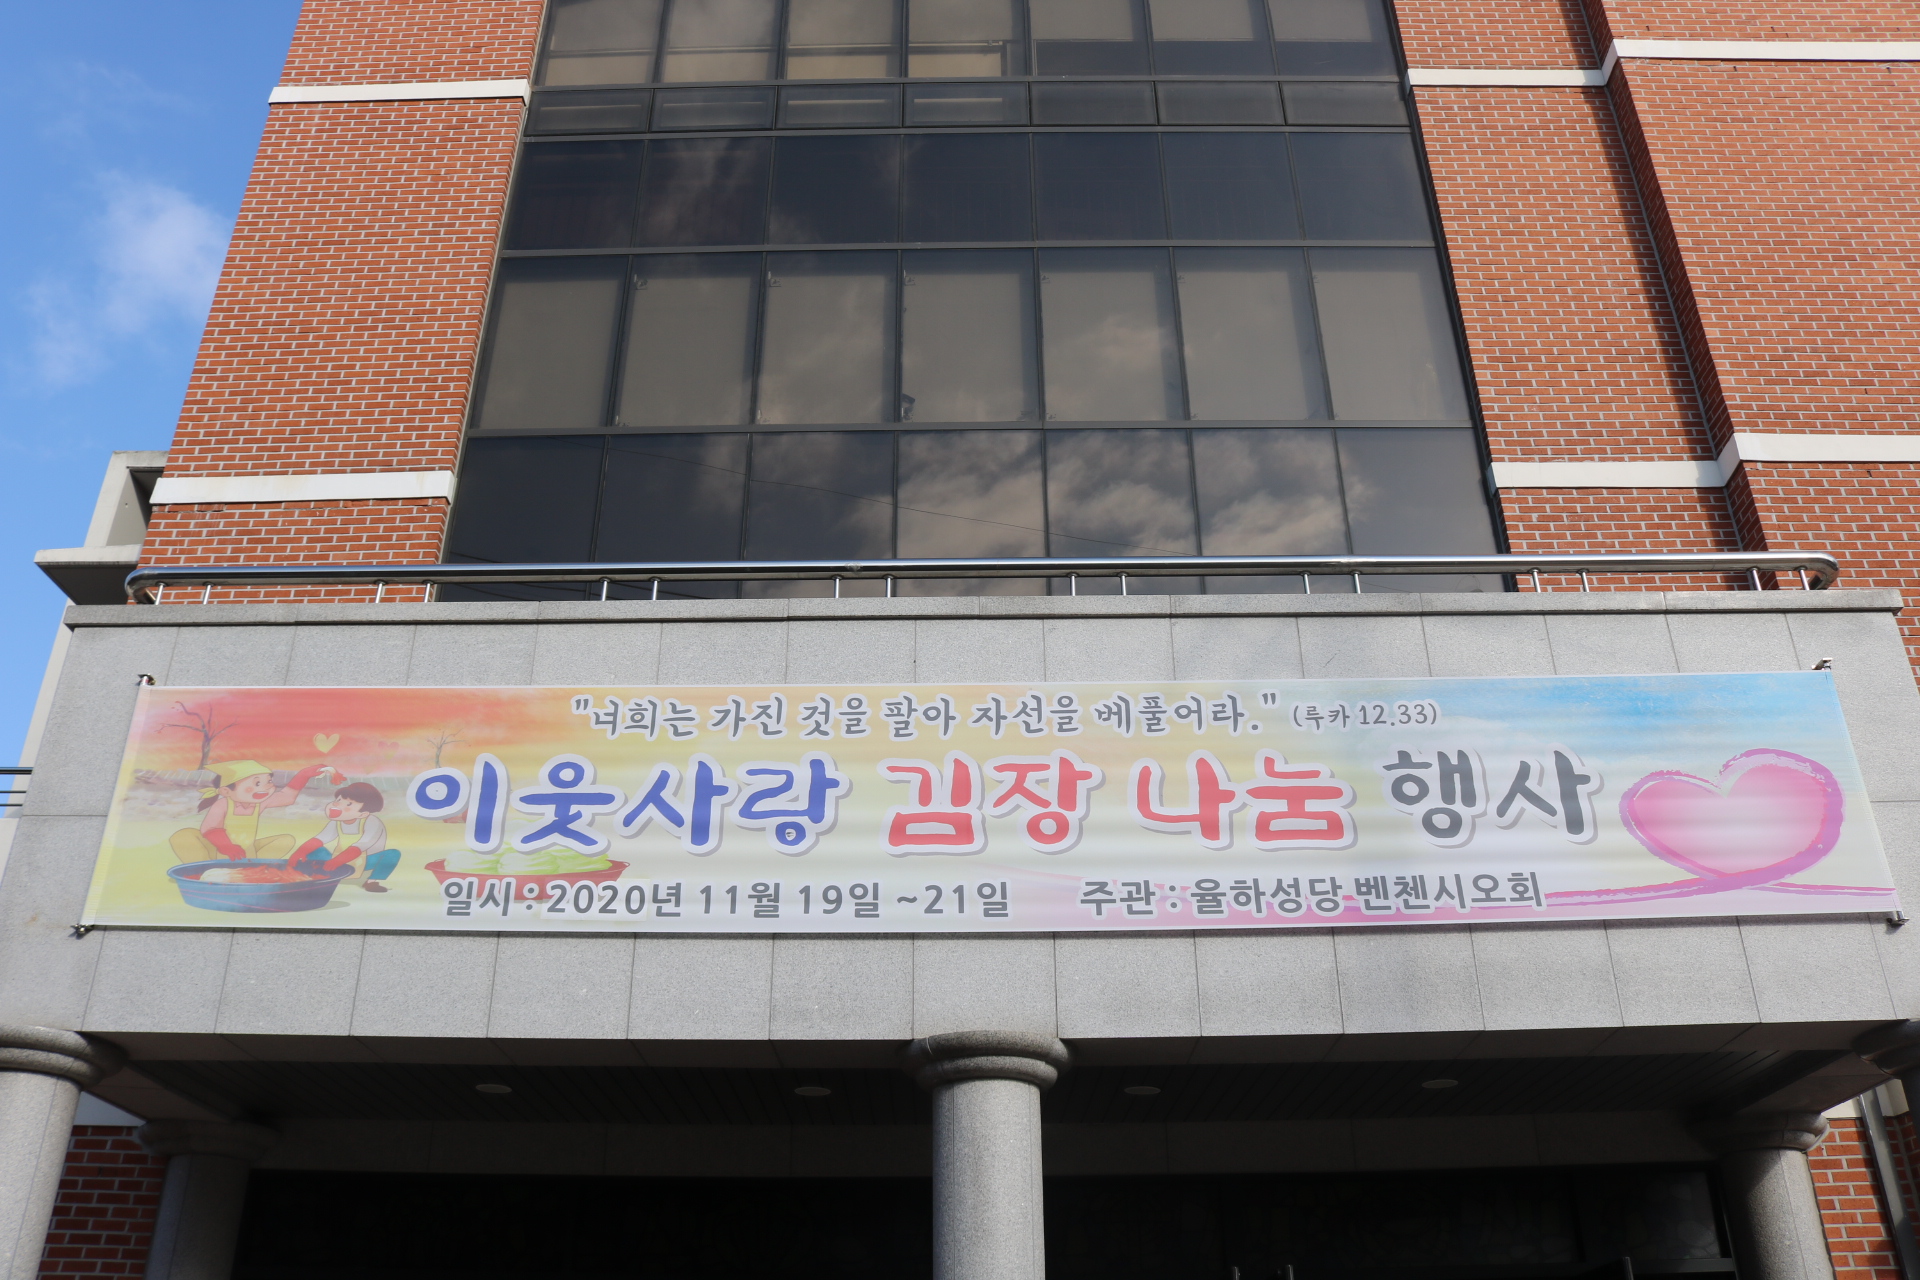 "너희는 가진 것을 팔아 자선을 베풀어라." (루카 12.33)
이웃사랑 김장 나눔 행사
일시 : 2020년 11월 19일 ~21일 주관 : 율하성당 벤첸시오회